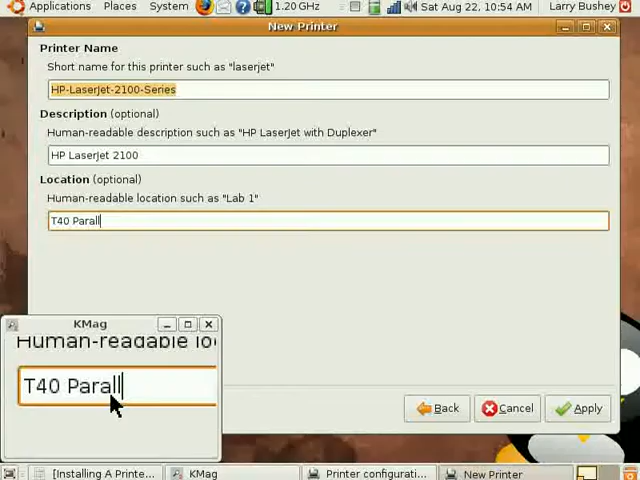 Applications Places System 1.20 GHz Sat Aug 22, 10:54 AM Larry Bushey
New Printer
Printer Name
Short name for this printer such as "laserjet"
HP-LaserJet-2100-Series
Description (optional)
Human-readable description such as "HP LaserJet with Duplexer"
HP LaserJet 2100
Location (optional)
Human-readable location such as "Lab 1"
T40 Parall
KMag
Human-readable lo
T40 Parall
Back Cancel Apply
[Installing A Printe... KMag Printer configurati... New Printer